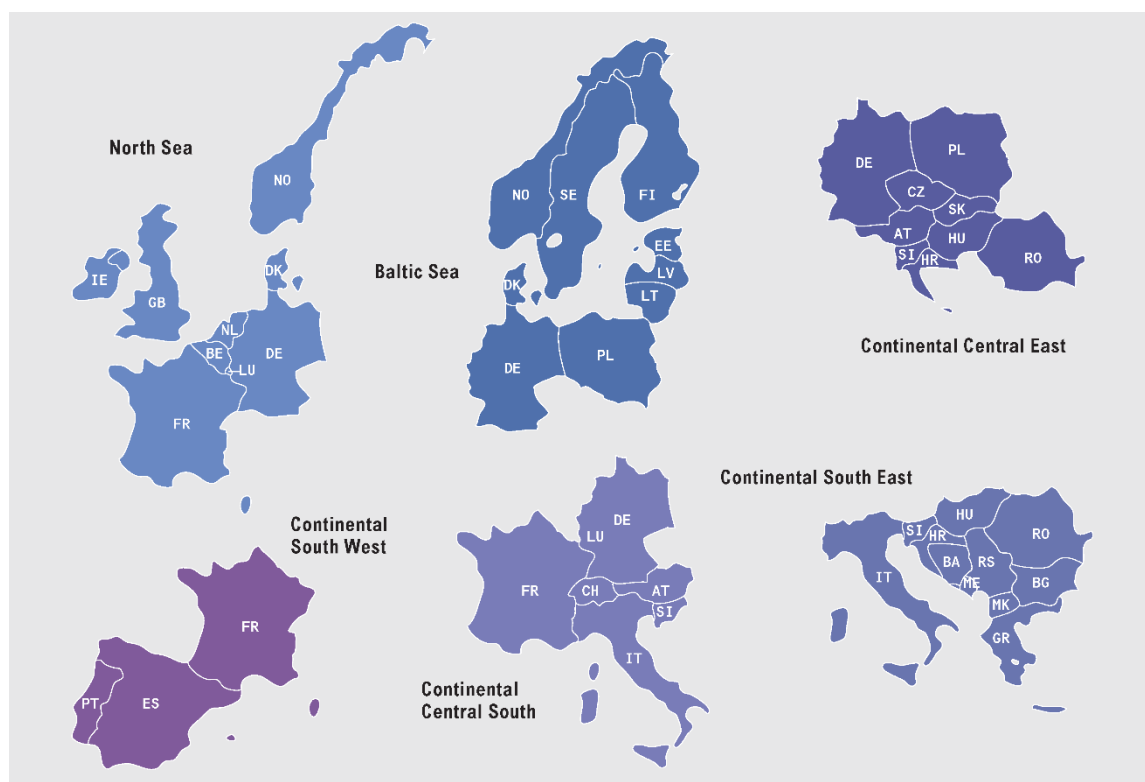 North Sea
NO
IE
GB
DK
NL
BE
DE
LU
FR
Baltic Sea
NO
SE
FI
EE
LV
LT
DK
DE
PL
Continental Central East
DE
PL
CZ
SK
AT
HU
SI
HR
RO
Continental
South West
FR
PT
ES
Continental
Central South
DE
LU
FR
CH
AT
SI
IT
Continental South East
HU
SI
HR
RO
BA
RS
IT
ME
BG
MK
GR